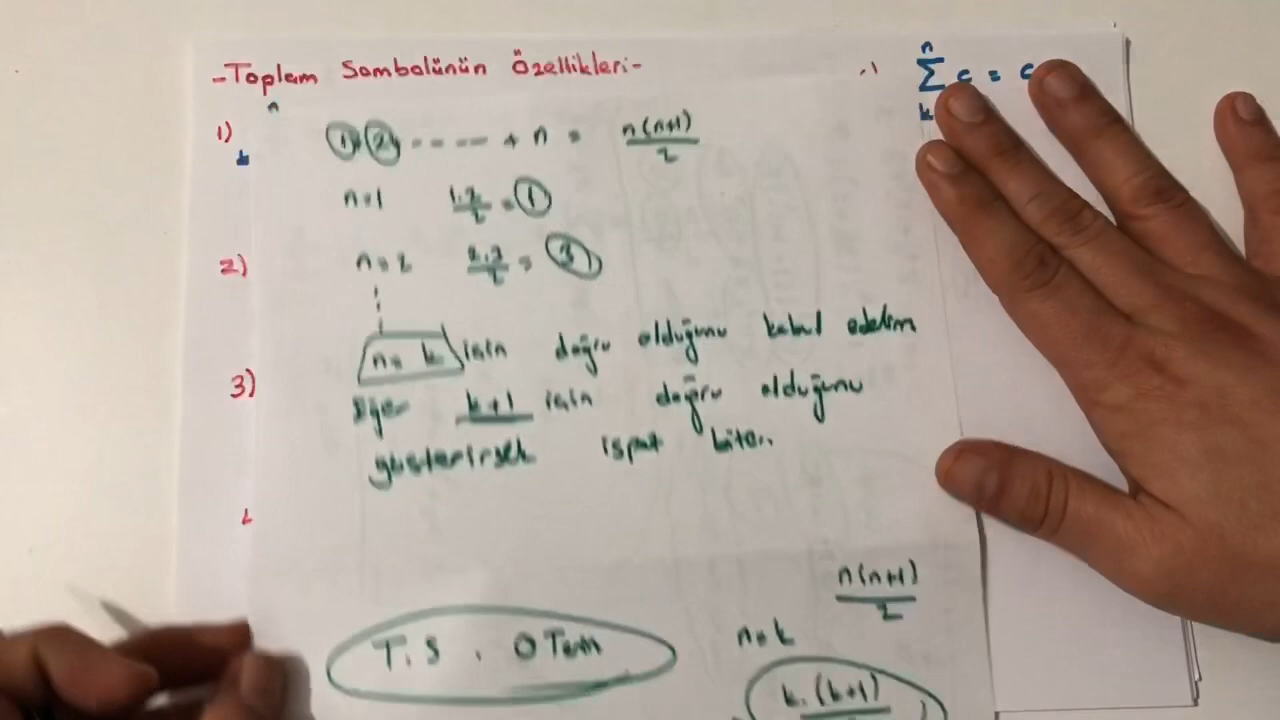 -Toplam Sembolünün Özellikleri-
n
∑ c = c
k
1) 1+2+ ---- + n = n(n+1)/2
n=1 1.2/2 = 1
2) n=2 2.3/2 = 3
n=k için doğru olduğunu kabul edelim
3) Eğer k+1 için doğru olduğunu
gösterirsek ispat biter.
n(n+1)/2
T.S. O Tem
n=k
k.(k+1)